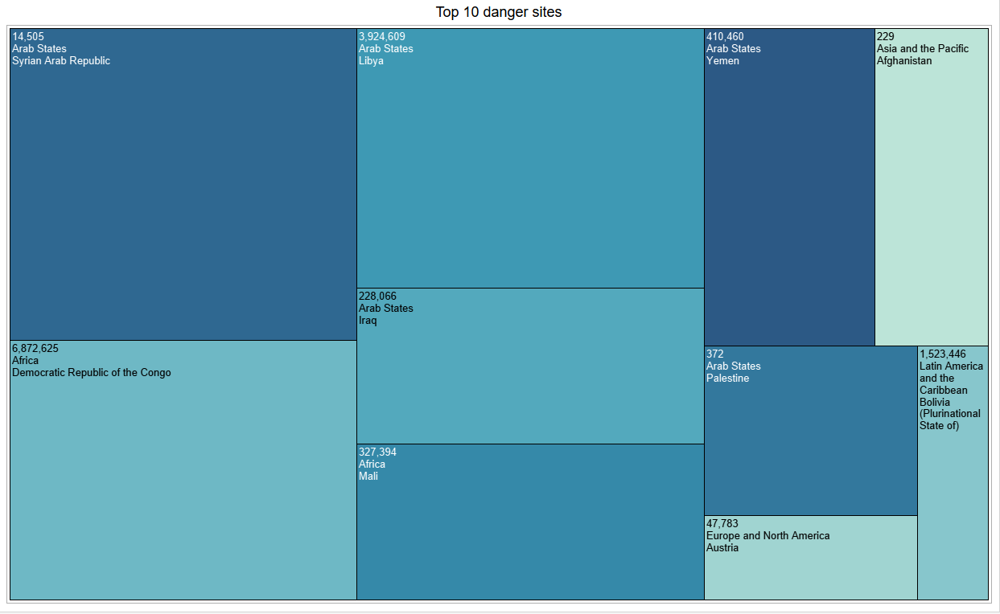 Top 10 danger sites
14,505
Arab States
Syrian Arab Republic
6,872,625
Africa
Democratic Republic of the Congo
3,924,609
Arab States
Libya
228,066
Arab States
Iraq
327,394
Africa
Mali
410,460
Arab States
Yemen
229
Asia and the Pacific
Afghanistan
372
Arab States
Palestine
47,783
Europe and North America
Austria
1,523,446
Latin America
and the
Caribbean
Bolivia
(Plurinational
State of)